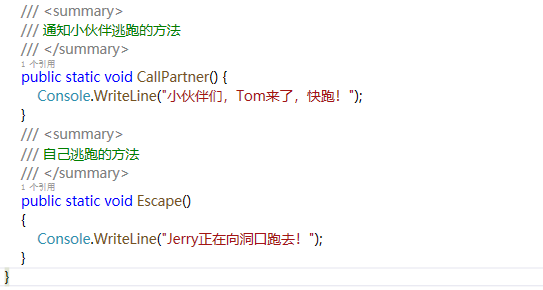 /// <summary>
/// 通知小伙伴逃跑的方法
/// </summary>
1 个引用
public static void CallPartner() {
Console.WriteLine("小伙伴们，Tom来了，快跑！");
}
/// <summary>
/// 自己逃跑的方法
/// </summary>
1 个引用
public static void Escape()
{
Console.WriteLine("Jerry正在向洞口跑去！");
}
}